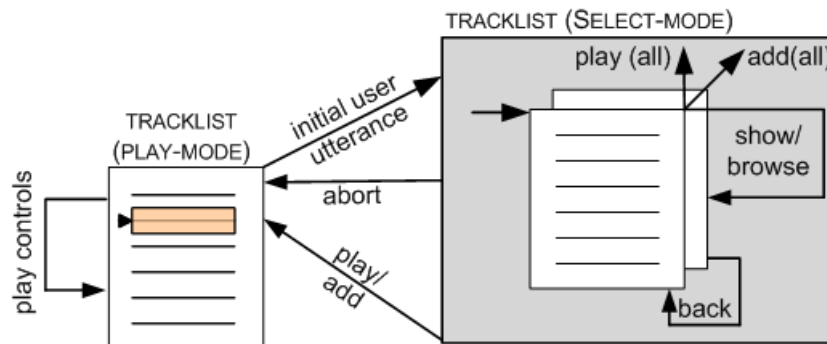 TRACKLIST (SELECT-MODE)
play (all)
add(all)
initial user
utterance
TRACKLIST
(PLAY-MODE)
show/
browse
abort
play controls
play/
add
back